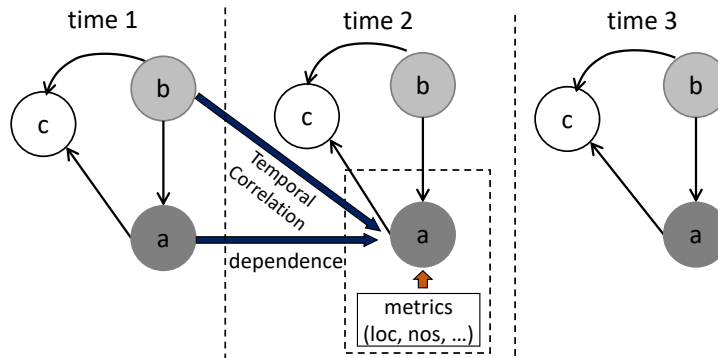 time 1
time 2
time 3
b
c
a
b
c
a
b
c
a
Temporal
Correlation
dependence
metrics
(loc, nos, ...)